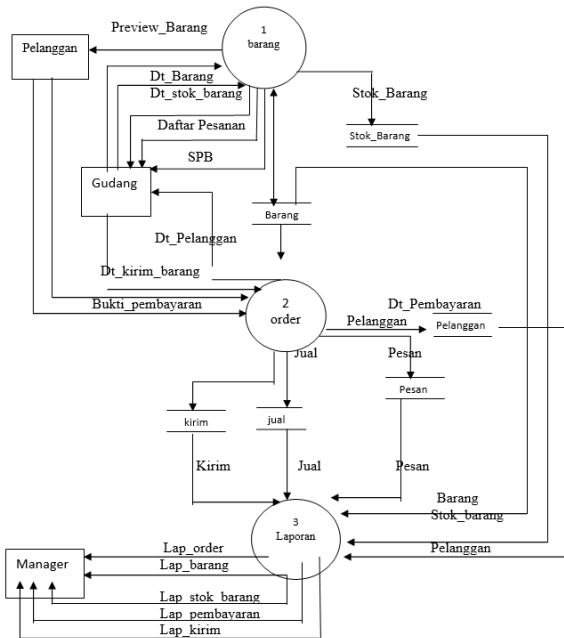 Preview_Barang
1
barang
Pelanggan
Dt_Barang
Dt_stok_barang
Stok_Barang
Daftar Pesanan
Stok_Barang
SPB
Gudang
Barang
Dt_Pelanggan
Dt_kirim_barang
Bukti_pembayaran
2
order
Dt_Pembayaran
Pelanggan
Pelanggan
Jual
Pesan
Pesan
kirim
jual
Kirim
Jual
Pesan
Barang
Stok_barang
3
Laporan
Pelanggan
Lap_order
Manager
Lap_barang
Lap_stok_barang
Lap_pembayaran
Lap_kirim